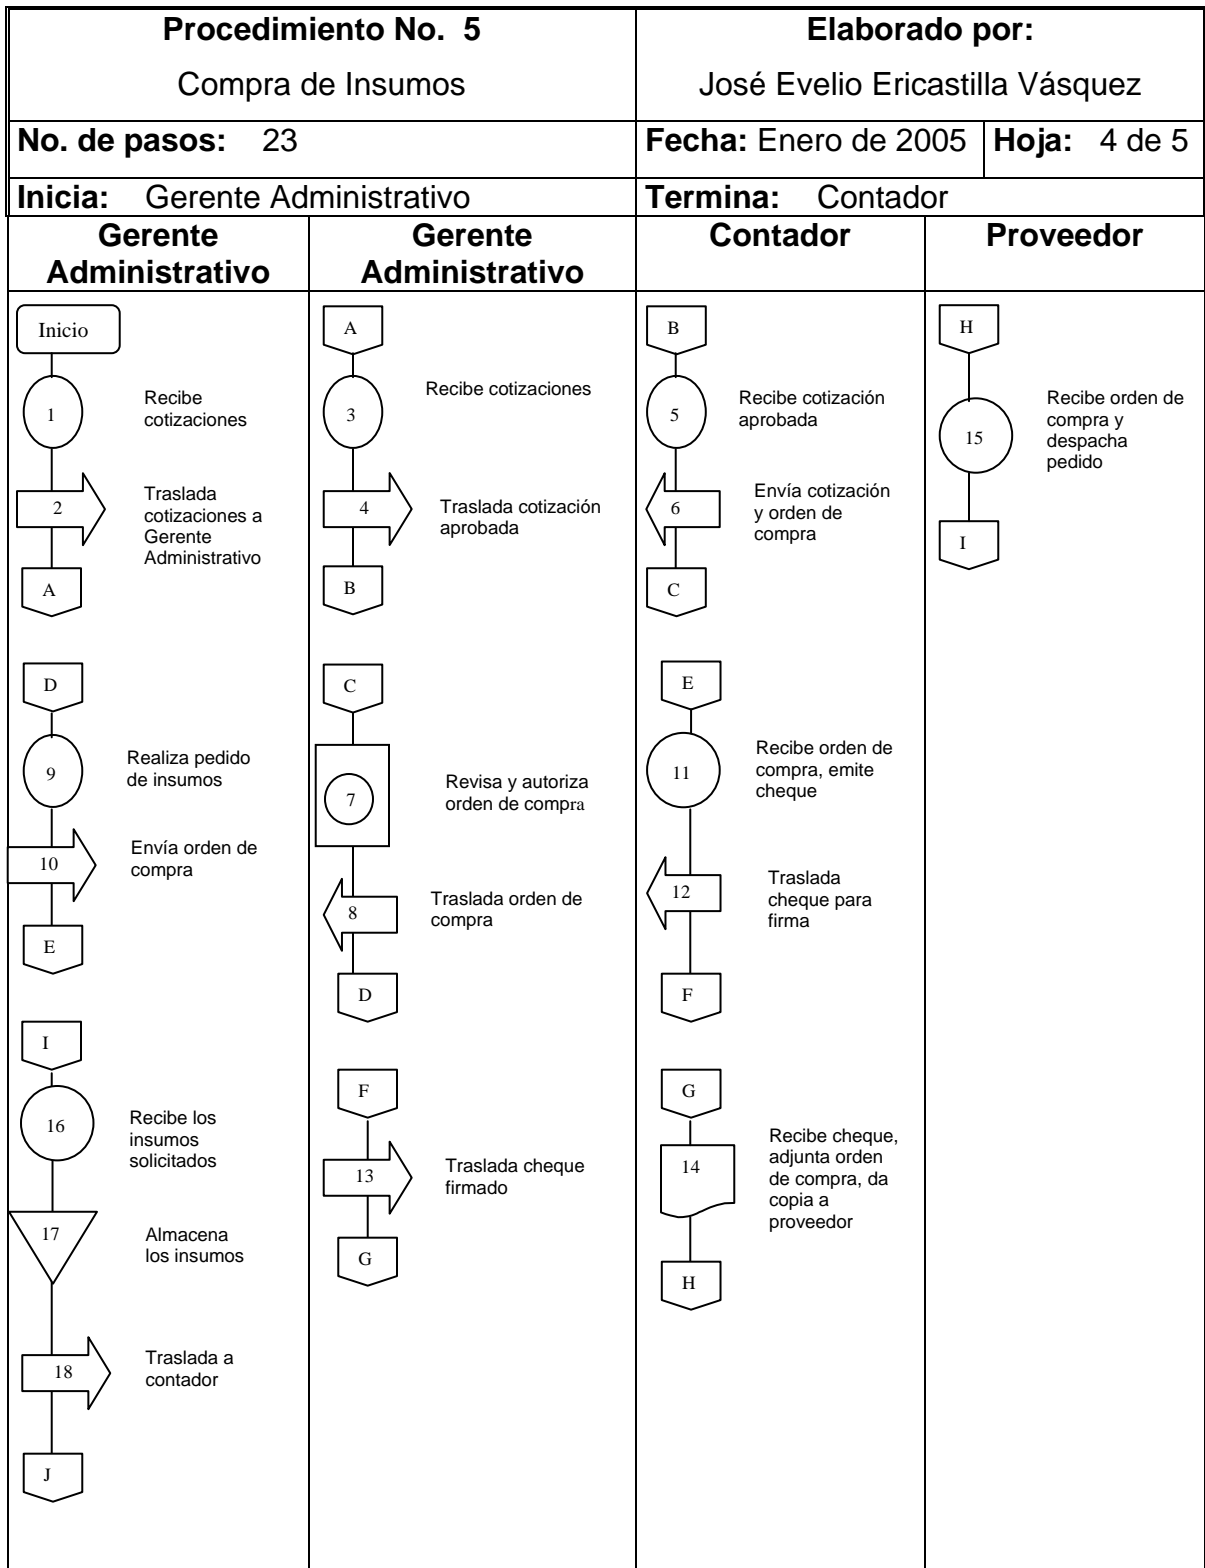 Procedimiento No. 5
Compra de Insumos
Elaborado por:
José Evelio Ericastilla Vásquez
No. de pasos: 23
Fecha: Enero de 2005
Hoja: 4 de 5
Inicia: Gerente Administrativo
Termina: Contador
Gerente
Administrativo
Gerente
Administrativo
Contador
Proveedor
Inicio
1
Recibe
cotizaciones
2
Traslada
cotizaciones a
Gerente
Administrativo
A
D
9
Realiza pedido
de insumos
10
Envía orden de
compra
E
I
16
Recibe los
insumos
solicitados
17
Almacena
los insumos
18
Traslada a
contador
J
A
3
Recibe cotizaciones
4
Traslada cotización
aprobada
B
C
7
Revisa y autoriza
orden de compra
8
Traslada orden de
compra
D
F
13
Traslada cheque
firmado
G
B
5
Recibe cotización
aprobada
6
Envía cotización
y orden de
compra
C
E
11
Recibe orden de
compra, emite
cheque
12
Traslada
cheque para
firma
F
G
14
Recibe cheque,
adjunta orden
de compra, da
copia a
proveedor
H
H
15
Recibe orden de
compra y
despacha
pedido
I